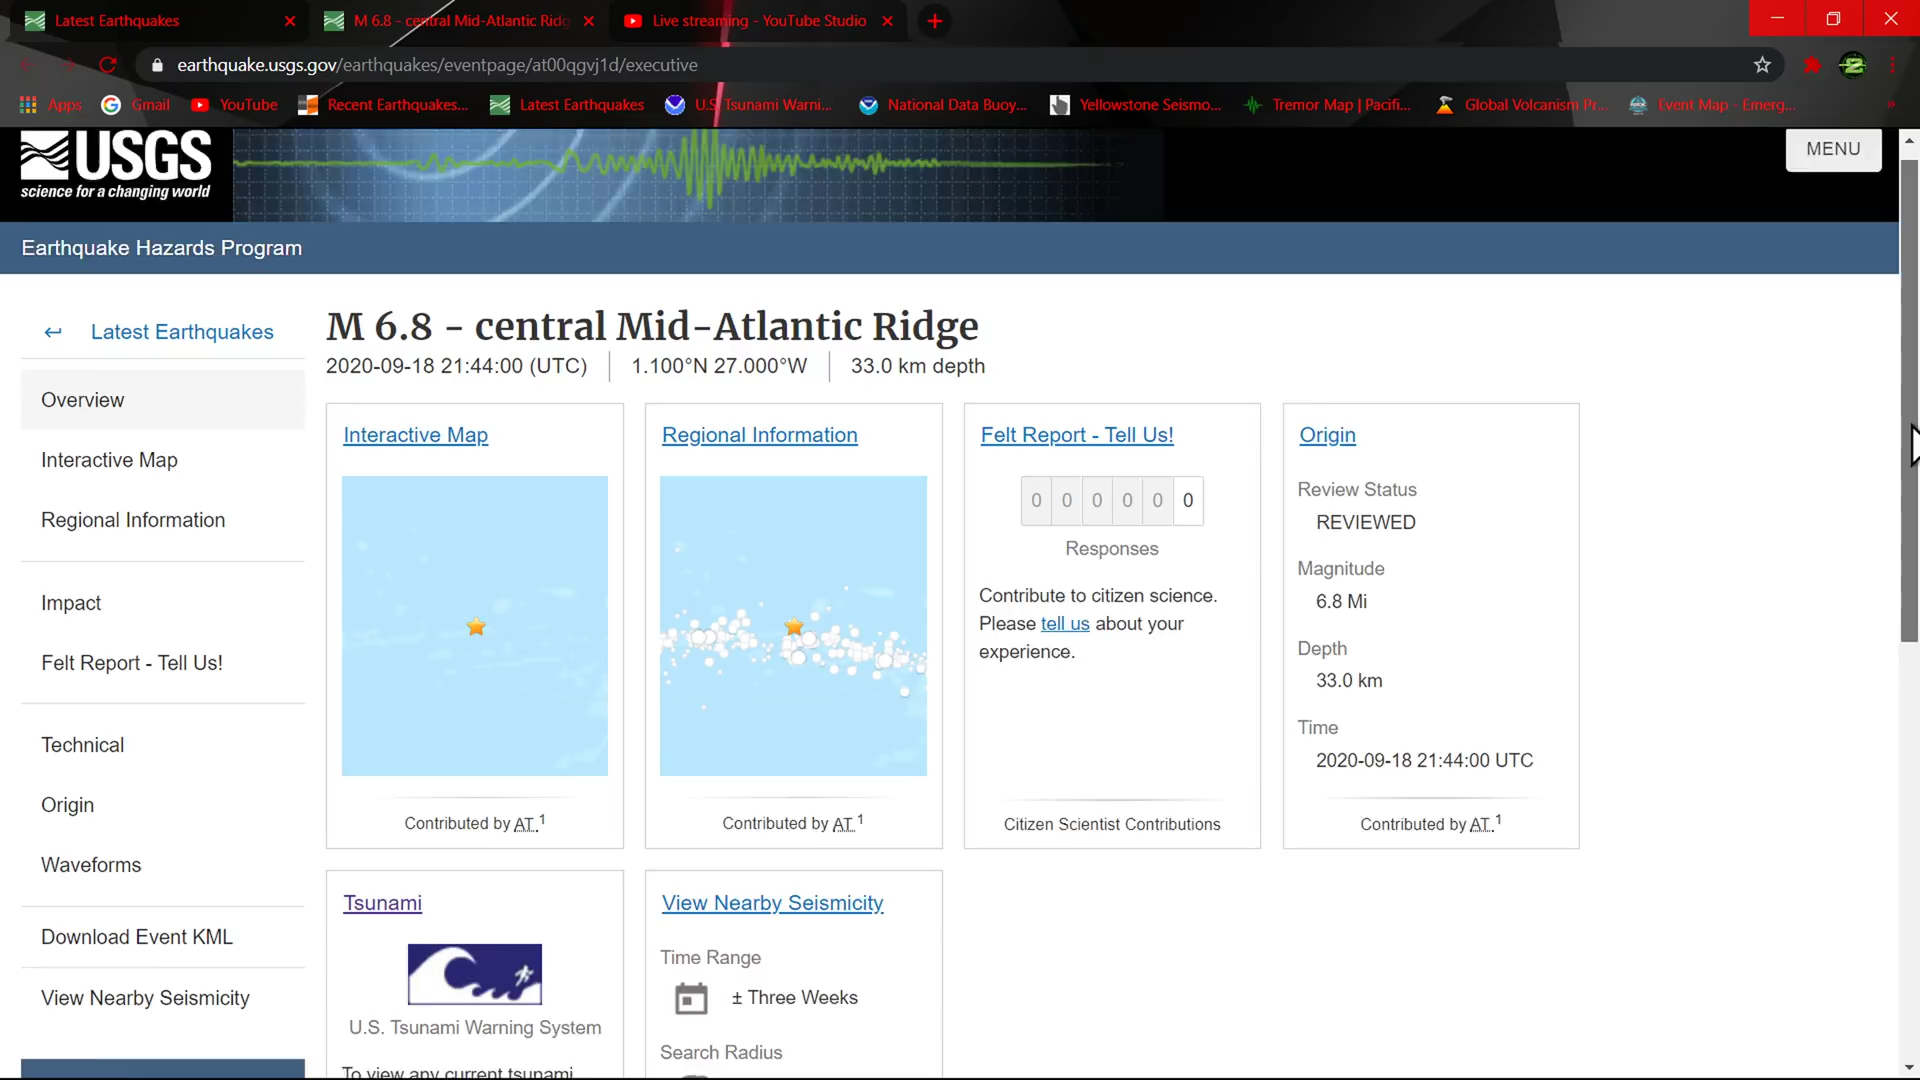 Latest Earthquakes
M 6.8 - central Mid-Atlantic Ridg
Live streaming - YouTube Studio
earthquake.usgs.gov/earthquakes/eventpage/at00qgvj1d/executive
Apps
Gmail
YouTube
Recent Earthquakes...
Latest Earthquakes
U.S. Tsunami Warni...
National Data Buoy...
Yellowstone Seismo...
Tremor Map | Pacifi...
Global Volcanism Pr...
Event Map - Emerg...
»
USGS
science for a changing world
MENU
Earthquake Hazards Program
Latest Earthquakes
Overview
Interactive Map
Regional Information
Impact
Felt Report - Tell Us!
Technical
Origin
Waveforms
Download Event KML
View Nearby Seismicity
M 6.8 - central Mid-Atlantic Ridge
2020-09-18 21:44:00 (UTC)
1.100°N 27.000°W
33.0 km depth
Interactive Map
Contributed by AT 1
Regional Information
Contributed by AT 1
Felt Report - Tell Us!
0 0 0 0 0 0
Responses
Contribute to citizen science.
Please tell us about your
experience.
Citizen Scientist Contributions
Origin
Review Status
REVIEWED
Magnitude
6.8 Mi
Depth
33.0 km
Time
2020-09-18 21:44:00 UTC
Contributed by AT 1
Tsunami
U.S. Tsunami Warning System
To view any current tsunami
View Nearby Seismicity
Time Range
± Three Weeks
Search Radius